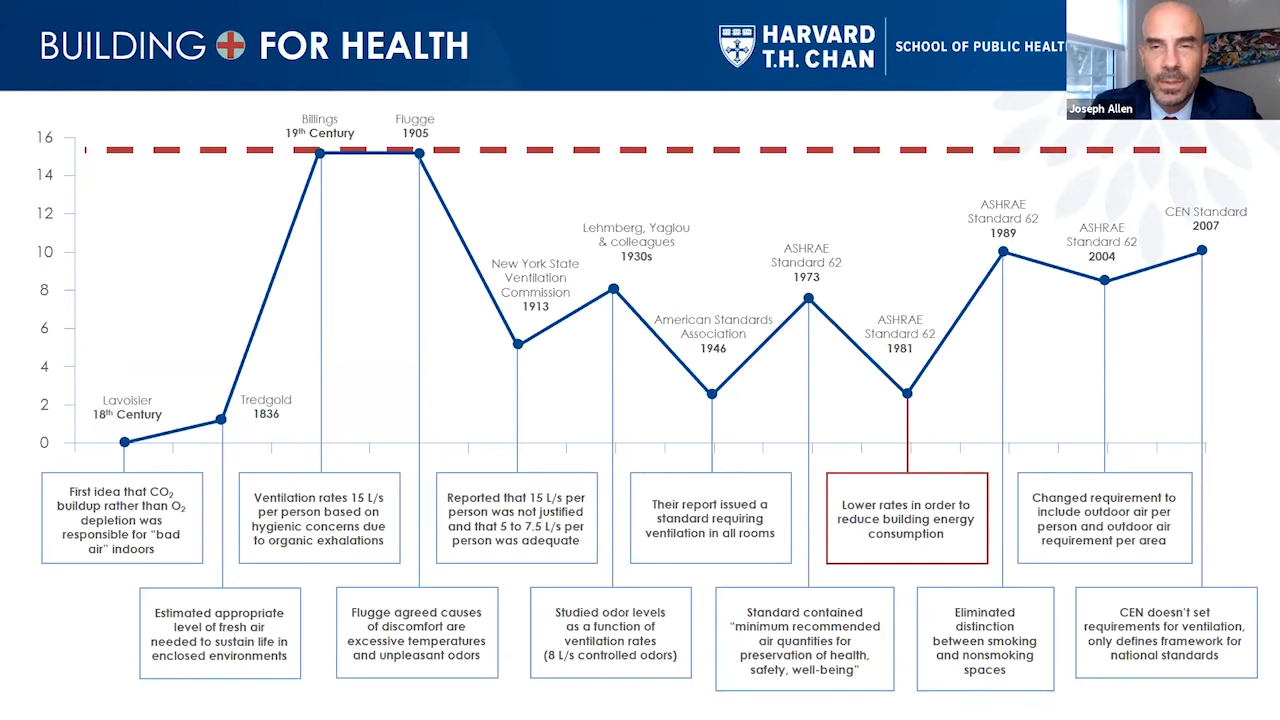 BUILDING FOR HEALTH
HARVARD
T.H. CHAN
SCHOOL OF PUBLIC HEALT
Joseph Allen
16
14
12
10
8
6
4
2
0
Lavoisier
18th Century
Tredgold
1836
Billings
19th Century
Flugge
1905
New York State
Ventilation
Commission
1913
Lehmberg, Yaglou
& colleagues
1930s
American Standards
Association
1946
ASHRAE
Standard 62
1973
ASHRAE
Standard 62
1981
ASHRAE
Standard 62
1989
ASHRAE
Standard 62
2004
CEN Standard
2007
First idea that CO2
buildup rather than O2
depletion was
responsible for "bad
air" indoors
Ventilation rates 15 L/s
per person based on
hygienic concerns due
to organic exhalations
Reported that 15 L/s per
person was not justified
and that 5 to 7.5 L/s per
person was adequate
Their report issued a
standard requiring
ventilation in all rooms
Lower rates in order to
reduce building energy
consumption
Changed requirement to
include outdoor air per
person and outdoor air
requirement per area
Estimated appropriate
level of fresh air
needed to sustain life in
enclosed environments
Flugge agreed causes
of discomfort are
excessive temperatures
and unpleasant odors
Studied odor levels
as a function of
ventilation rates
(8 L/s controlled odors)
Standard contained
"minimum recommended
air quantities for
preservation of health,
safety, well-being"
Eliminated
distinction
between smoking
and nonsmoking
spaces
CEN doesn't set
requirements for ventilation,
only defines framework for
national standards